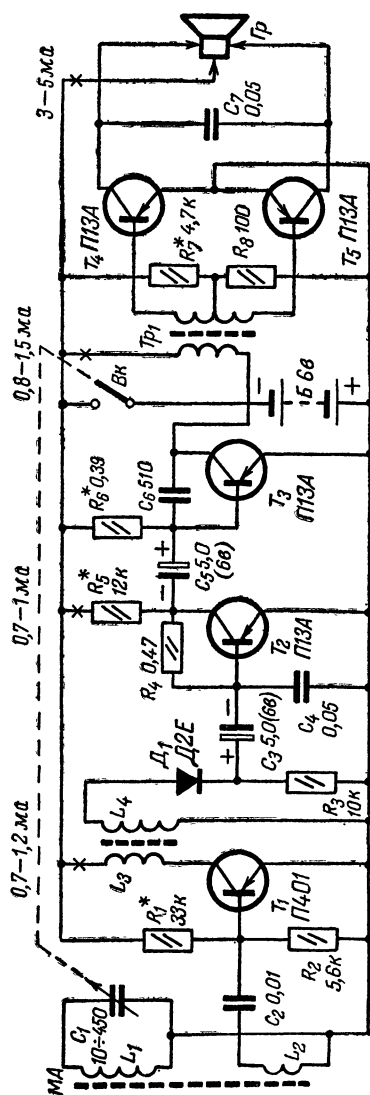 МА
C₁
10÷450
L₁
L₂
0,7–1,2 ма
R₁*
33к
C₂ 0,01
R₂
5,6к
T₁
П401
L₃
L₄
Д₁
Д2Е
R₃
10к
C₃ 5,0(6в)
+
–
C₄
0,05
0,7–1 ма
R₄ 0,47
R₅*
12к
T₂
П13А
–
+
C₅ 5,0
(6в)
R₆* 0,39
C₆ 510
T₃
П13А
0,8–1,5 ма
Вк
–
Б 6в
+
Тр₁
T₄ П13А
R₇* 4,7к
R₈ 100
T₅ П13А
3–5 ма
C₇
0,05
Гр